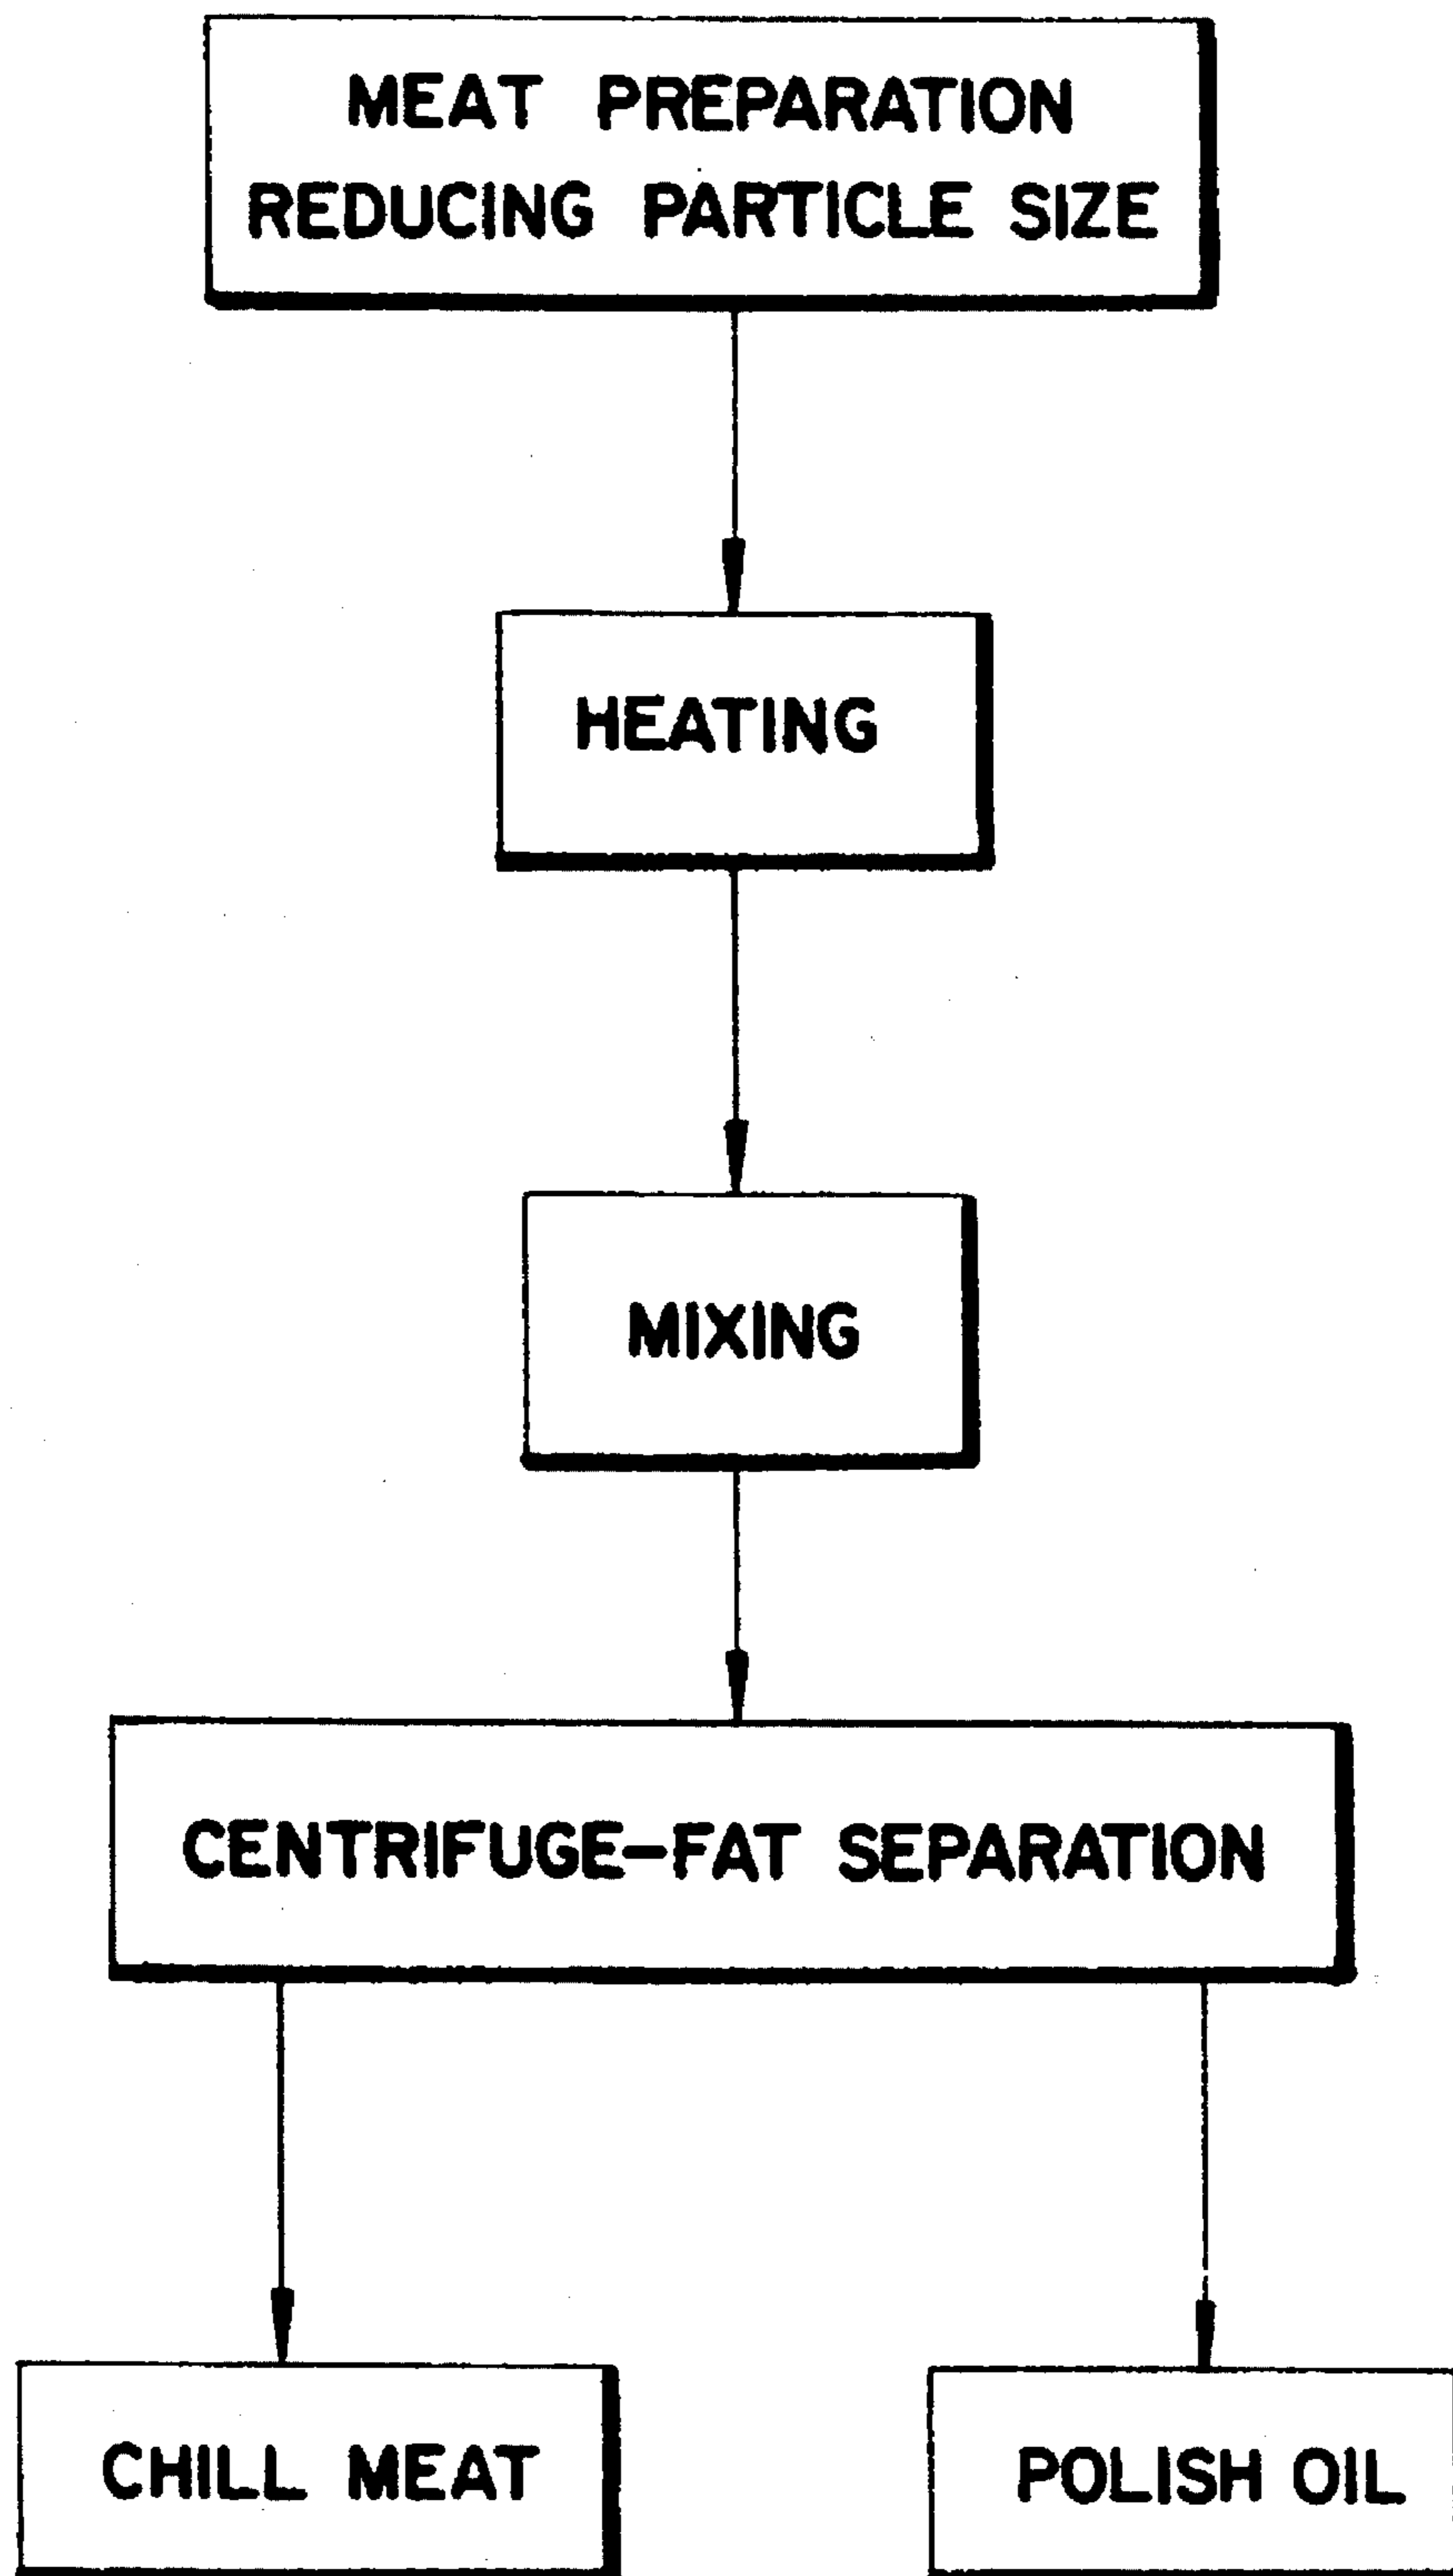 MEAT PREPARATION
REDUCING PARTICLE SIZE
HEATING
MIXING
CENTRIFUGE-FAT SEPARATION
CHILL MEAT
POLISH OIL